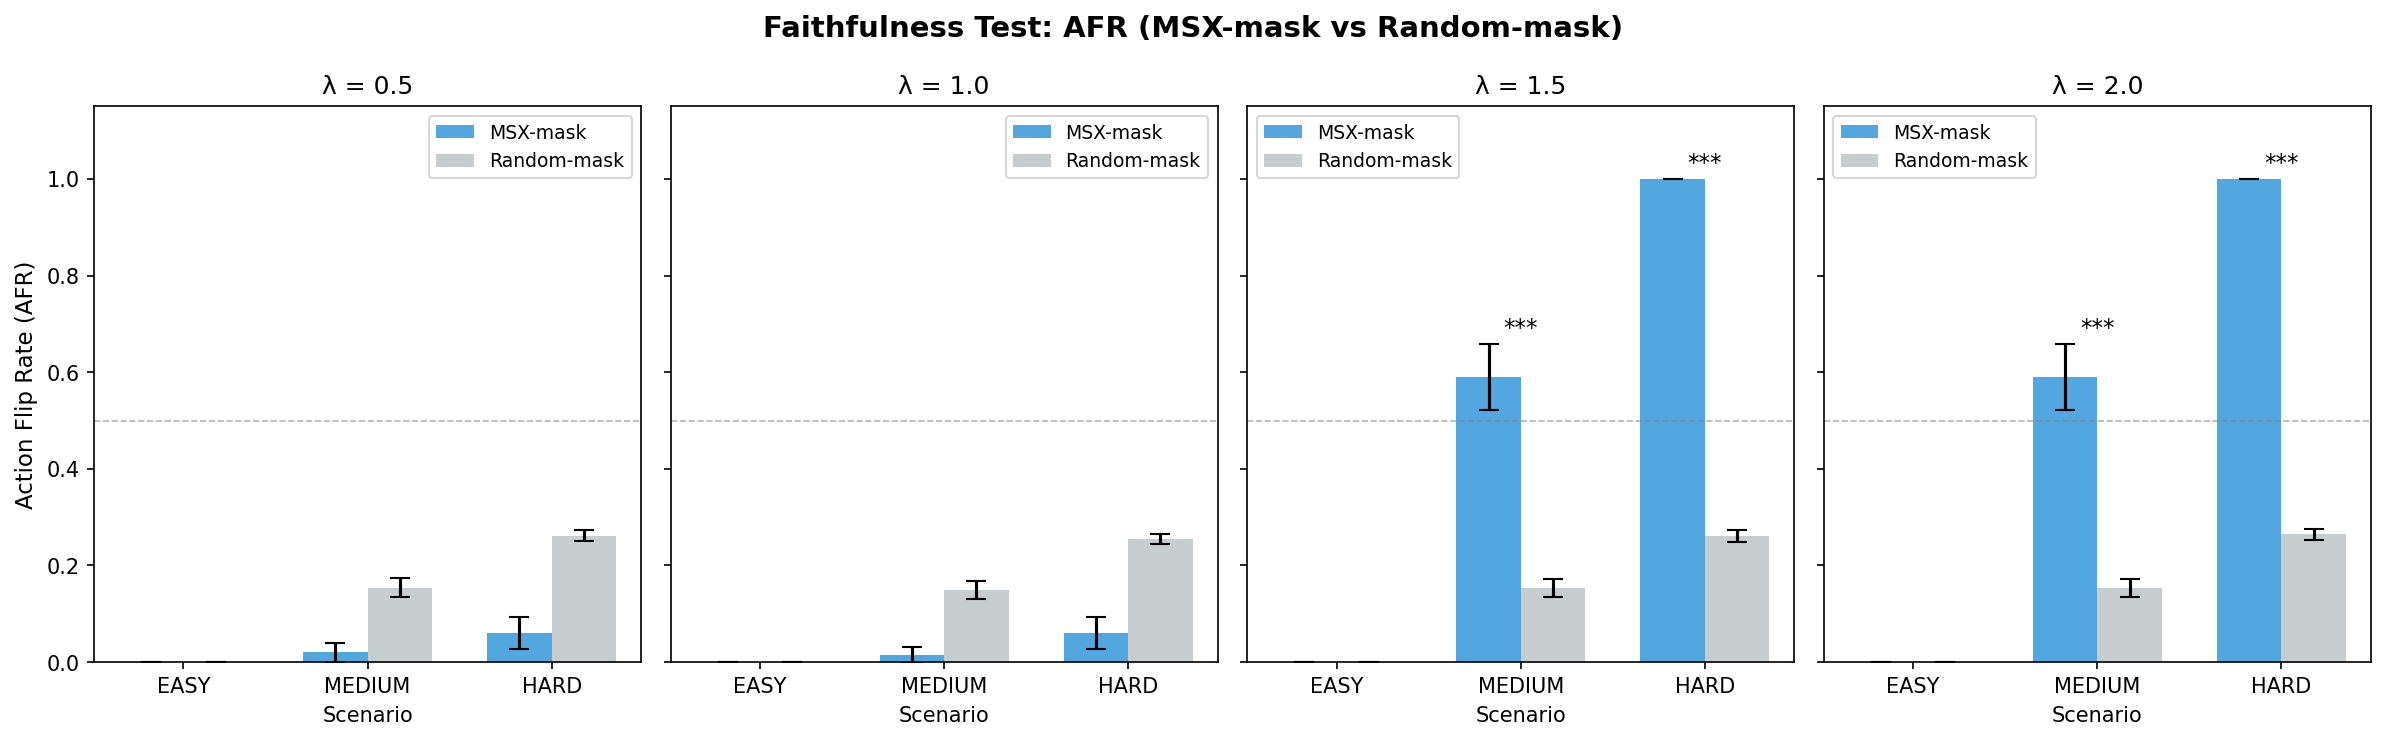 Faithfulness Test: AFR (MSX-mask vs Random-mask)
λ = 0.5
MSX-mask
Random-mask
Action Flip Rate (AFR)
1.0
0.8
0.6
0.4
0.2
0.0
EASY MEDIUM HARD
Scenario
λ = 1.0
MSX-mask
Random-mask
EASY MEDIUM HARD
Scenario
λ = 1.5
MSX-mask
Random-mask
***
***
EASY MEDIUM HARD
Scenario
λ = 2.0
MSX-mask
Random-mask
***
***
EASY MEDIUM HARD
Scenario